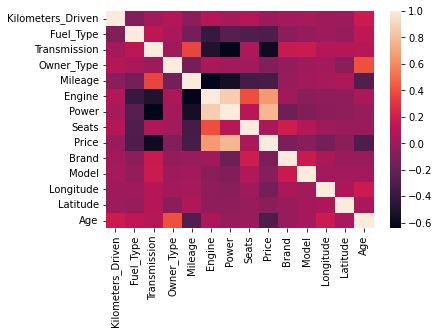 Kilometers_Driven
Fuel_Type
Transmission
Owner_Type
Mileage
Engine
Power
Seats
Price
Brand
Model
Longitude
Latitude
Age
Kilometers_Driven
Fuel_Type
Transmission
Owner_Type
Mileage
Engine
Power
Seats
Price
Brand
Model
Longitude
Latitude
Age
1.0
0.8
0.6
0.4
0.2
0.0
−0.2
−0.4
−0.6